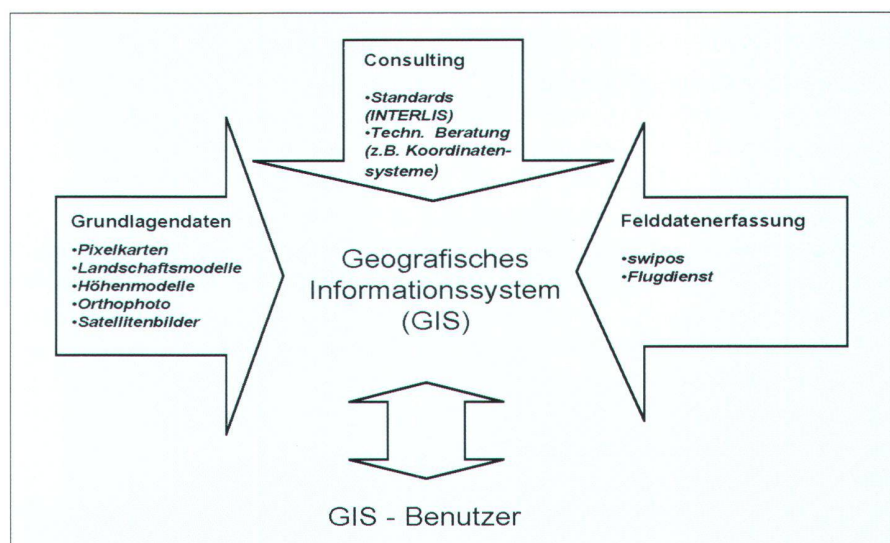 Consulting
•Standards
(INTERLIS)
•Techn. Beratung
(z.B. Koordinaten-
systeme)
Grundlagendaten
•Pixelkarten
•Landschaftsmodelle
•Höhenmodelle
•Orthophoto
•Satellitenbilder
Geografisches
Informationssystem
(GIS)
Felddatenerfassung
•swipos
•Flugdienst
GIS - Benutzer